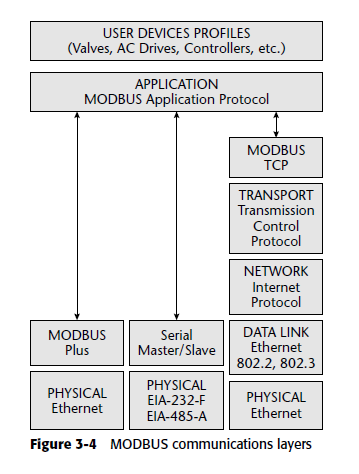 USER DEVICES PROFILES
(Valves, AC Drives, Controllers, etc.)
APPLICATION
MODBUS Application Protocol
MODBUS
TCP
TRANSPORT
Transmission
Control
Protocol
NETWORK
Internet
Protocol
MODBUS
Plus
Serial
Master/Slave
DATA LINK
Ethernet
802.2, 802.3
PHYSICAL
Ethernet
PHYSICAL
EIA-232-F
EIA-485-A
PHYSICAL
Ethernet
Figure 3-4 MODBUS communications layers